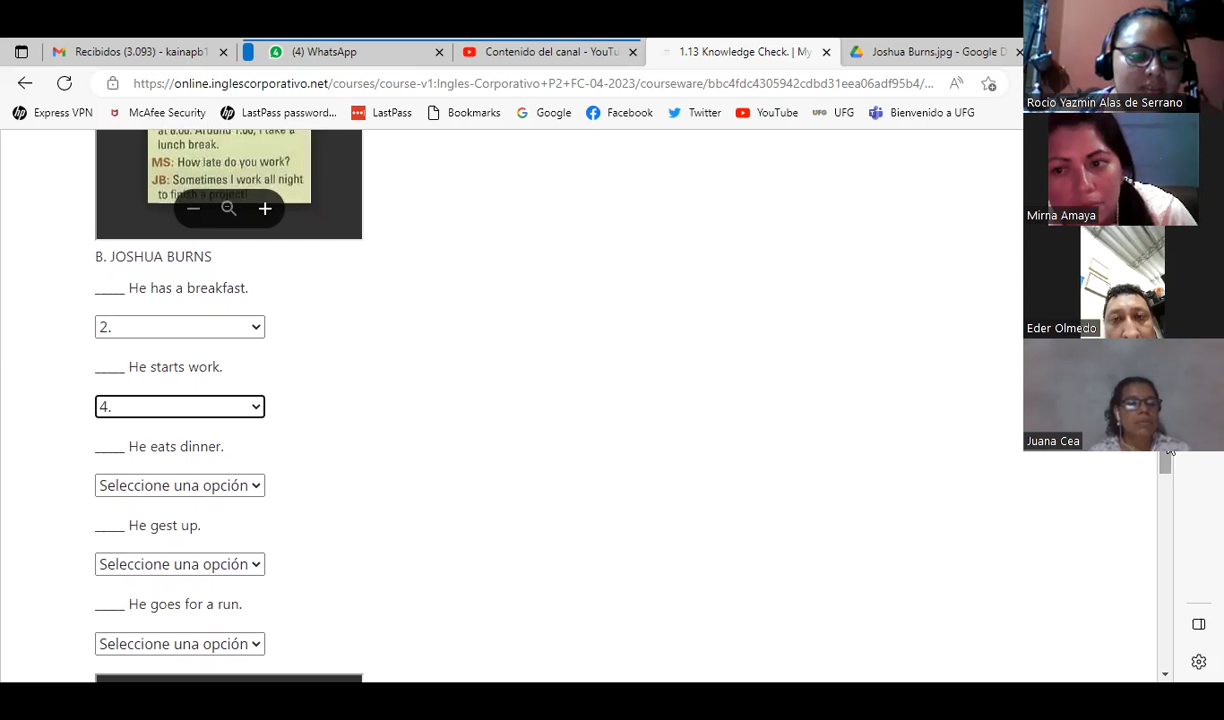 Recibidos (3.093) - kainapb1
(4) WhatsApp
Contenido del canal - YouTu
1.13 Knowledge Check. | My
Joshua Burns.jpg - Google D
https://online.inglescorporativo.net/courses/course-v1:Ingles-Corporativo+P2+FC-04-2023/courseware/bbc4fdc4305942cdbd31eea06adf95b4/...
Express VPN
McAfee Security
LastPass password...
LastPass
Bookmarks
Google
Facebook
Twitter
YouTube
UFG
Bienvenido a UFG
at 8:00. Around 1:00, I take a
lunch break.
MS: How late do you work?
JB: Sometimes I work all night
to finish a project!
B. JOSHUA BURNS
_____ He has a breakfast.
2.
_____ He starts work.
4.
_____ He eats dinner.
Seleccione una opción
_____ He gest up.
Seleccione una opción
_____ He goes for a run.
Seleccione una opción
Rocio Yazmin Alas de Serrano
Mirna Amaya
Eder Olmedo
Juana Cea